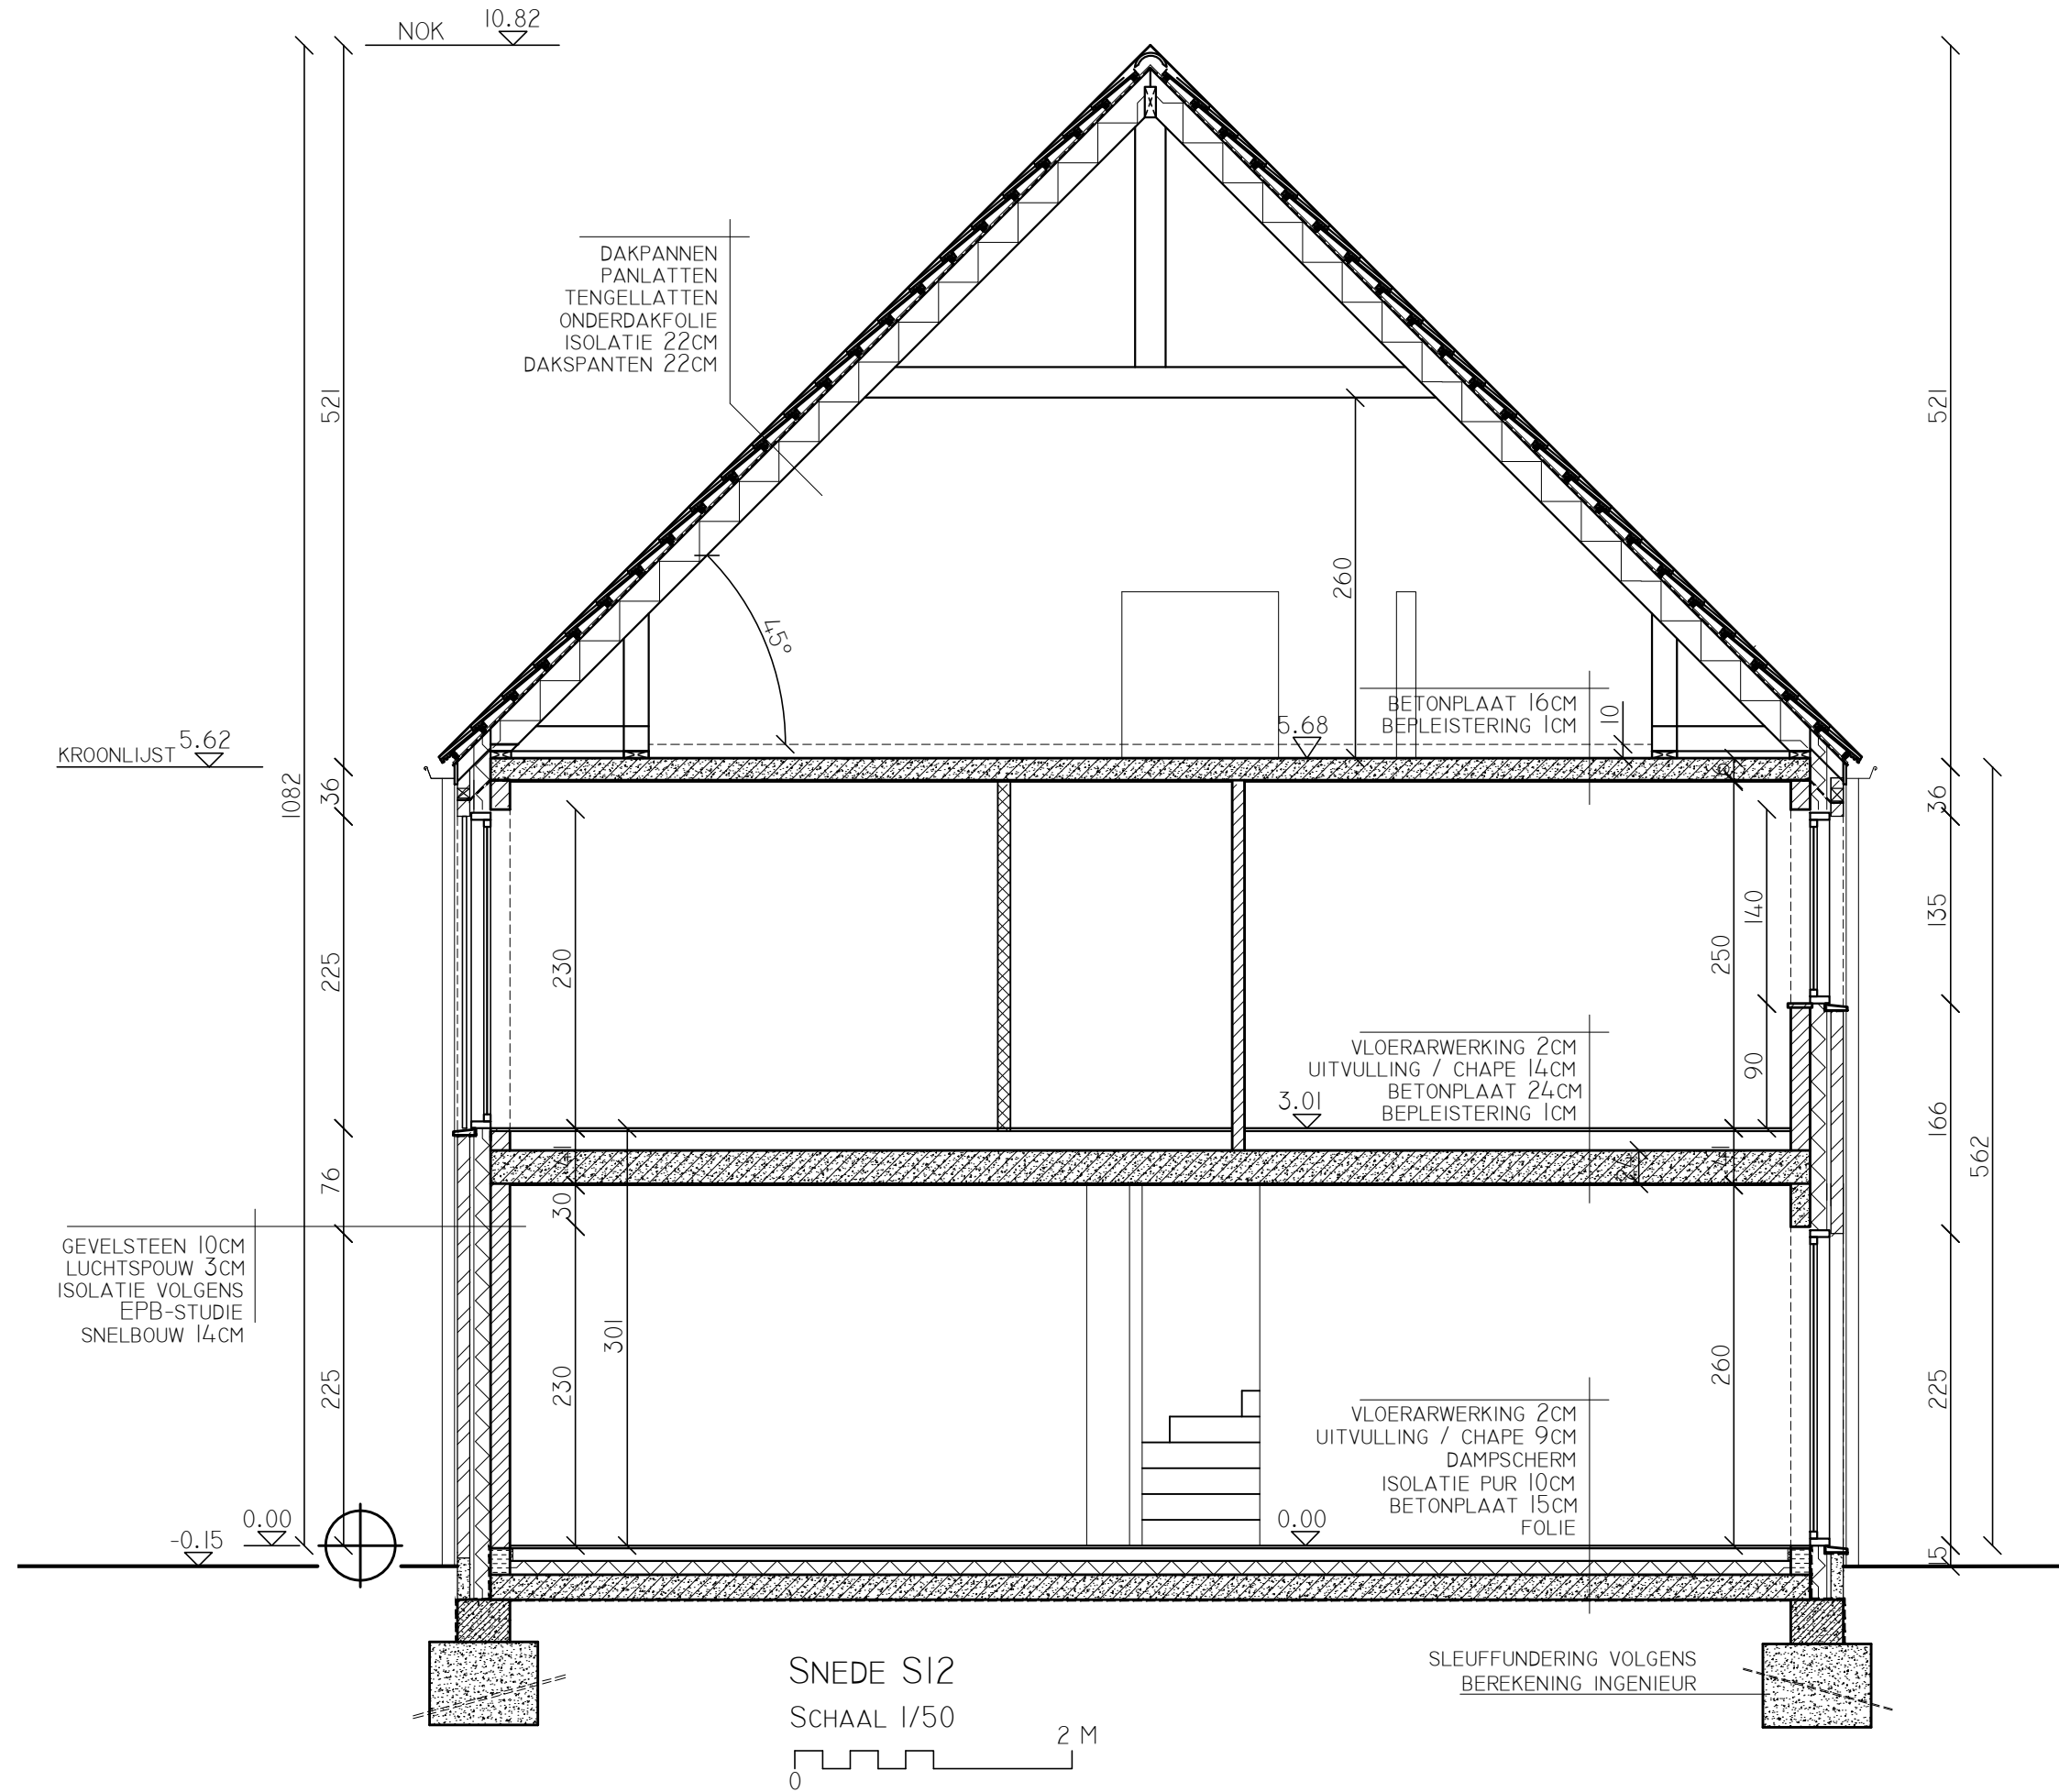 NOK
10.82
DAKPANNEN
PANLATTEN
TENGELLATTEN
ONDERDAKFOLIE
ISOLATIE 22CM
DAKSPANTEN 22CM
521
521
260
45°
BETONPLAAT 16CM
BEPLEISTERING 1CM
10
5.68
KROONLIJST 5.62
1082
36
36
225
230
250
140
135
90
VLOERARWERKING 2CM
UITVULLING / CHAPE 14CM
BETONPLAAT 24CM
BEPLEISTERING 1CM
3.01
166
562
76
30
GEVELSTEEN 10CM
LUCHTSPOUW 3CM
ISOLATIE VOLGENS
EPB-STUDIE
SNELBOUW 14CM
301
225
230
260
225
VLOERARWERKING 2CM
UITVULLING / CHAPE 9CM
DAMPSCHERM
ISOLATIE PUR 10CM
BETONPLAAT 15CM
FOLIE
0.00
0.00
-0.15
15
SNEDE S12
SCHAAL 1/50
0
2 M
SLEUFFUNDERING VOLGENS
BEREKENING INGENIEUR